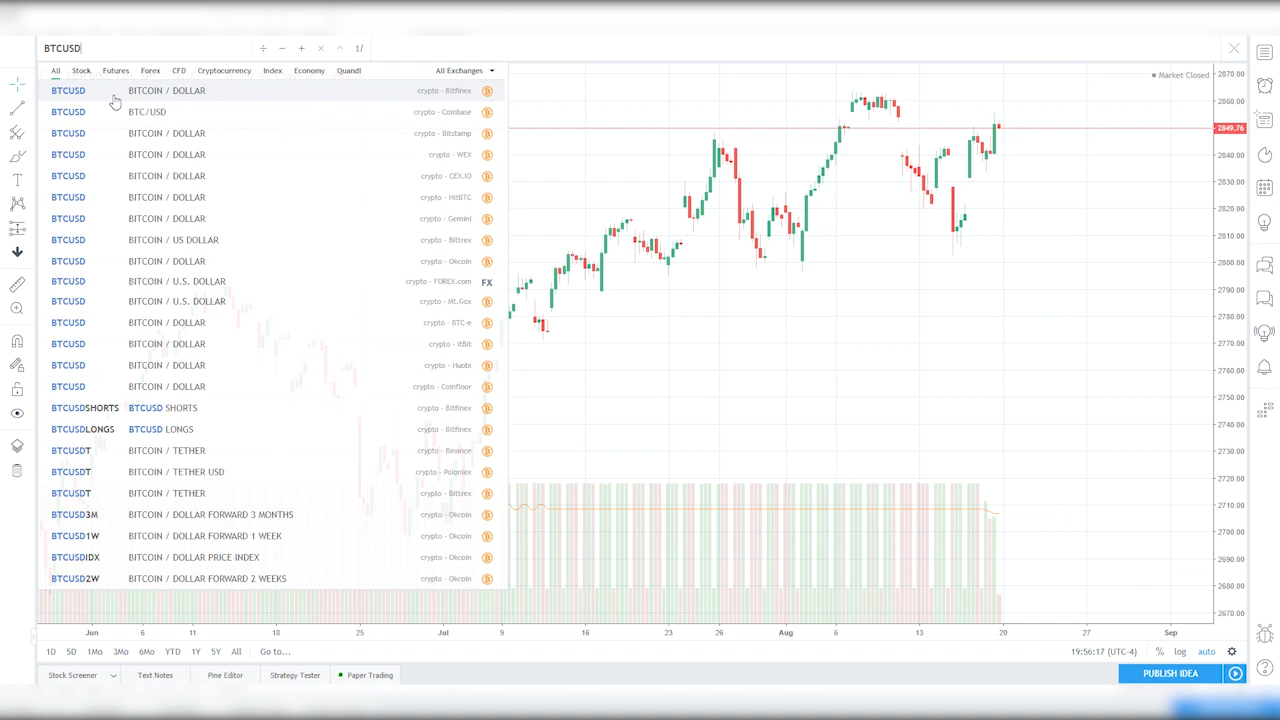 BTCUSD 1/
All Stock Futures Forex CFD Cryptocurrency Index Economy Quandl All Exchanges
BTCUSD BITCOIN / DOLLAR crypto - Bitfinex
BTCUSD BTC/USD crypto - Coinbase
BTCUSD BITCOIN / DOLLAR crypto - Bitstamp
BTCUSD BITCOIN / DOLLAR crypto - WEX
BTCUSD BITCOIN / DOLLAR crypto - CEX.IO
BTCUSD BITCOIN / DOLLAR crypto - HitBTC
BTCUSD BITCOIN / DOLLAR crypto - Gemini
BTCUSD BITCOIN / US DOLLAR crypto - Bittrex
BTCUSD BITCOIN / DOLLAR crypto - Okcoin
BTCUSD BITCOIN / U.S. DOLLAR crypto - FOREX.com FX
BTCUSD BITCOIN / U.S. DOLLAR crypto - Mt.Gox
BTCUSD BITCOIN / DOLLAR crypto - BTC-e
BTCUSD BITCOIN / DOLLAR crypto - itBit
BTCUSD BITCOIN / DOLLAR crypto - Huobi
BTCUSD BITCOIN / DOLLAR crypto - Coinfloor
BTCUSDSHORTS BTCUSD SHORTS crypto - Bitfinex
BTCUSDLONGS BTCUSD LONGS crypto - Bitfinex
BTCUSDT BITCOIN / TETHER crypto - Binance
BTCUSDT BITCOIN / TETHER USD crypto - Poloniex
BTCUSDT BITCOIN / TETHER crypto - Bittrex
BTCUSD3M BITCOIN / DOLLAR FORWARD 3 MONTHS crypto - Okcoin
BTCUSD1W BITCOIN / DOLLAR FORWARD 1 WEEK crypto - Okcoin
BTCUSDIDX BITCOIN / DOLLAR PRICE INDEX crypto - Okcoin
BTCUSD2W BITCOIN / DOLLAR FORWARD 2 WEEKS crypto - Okcoin
Market Closed
2870.00
2860.00
2849.76
2840.00
2830.00
2820.00
2810.00
2800.00
2790.00
2780.00
2770.00
2760.00
2750.00
2740.00
2730.00
2720.00
2710.00
2700.00
2690.00
2680.00
2670.00
Jun 6 11 18 25 Jul 9 16 23 26 Aug 6 13 20 27 Sep
1D 5D 1Mo 3Mo 6Mo YTD 1Y 5Y All Go to... 19:56:17 (UTC-4) % log auto
Stock Screener Text Notes Pine Editor Strategy Tester Paper Trading PUBLISH IDEA